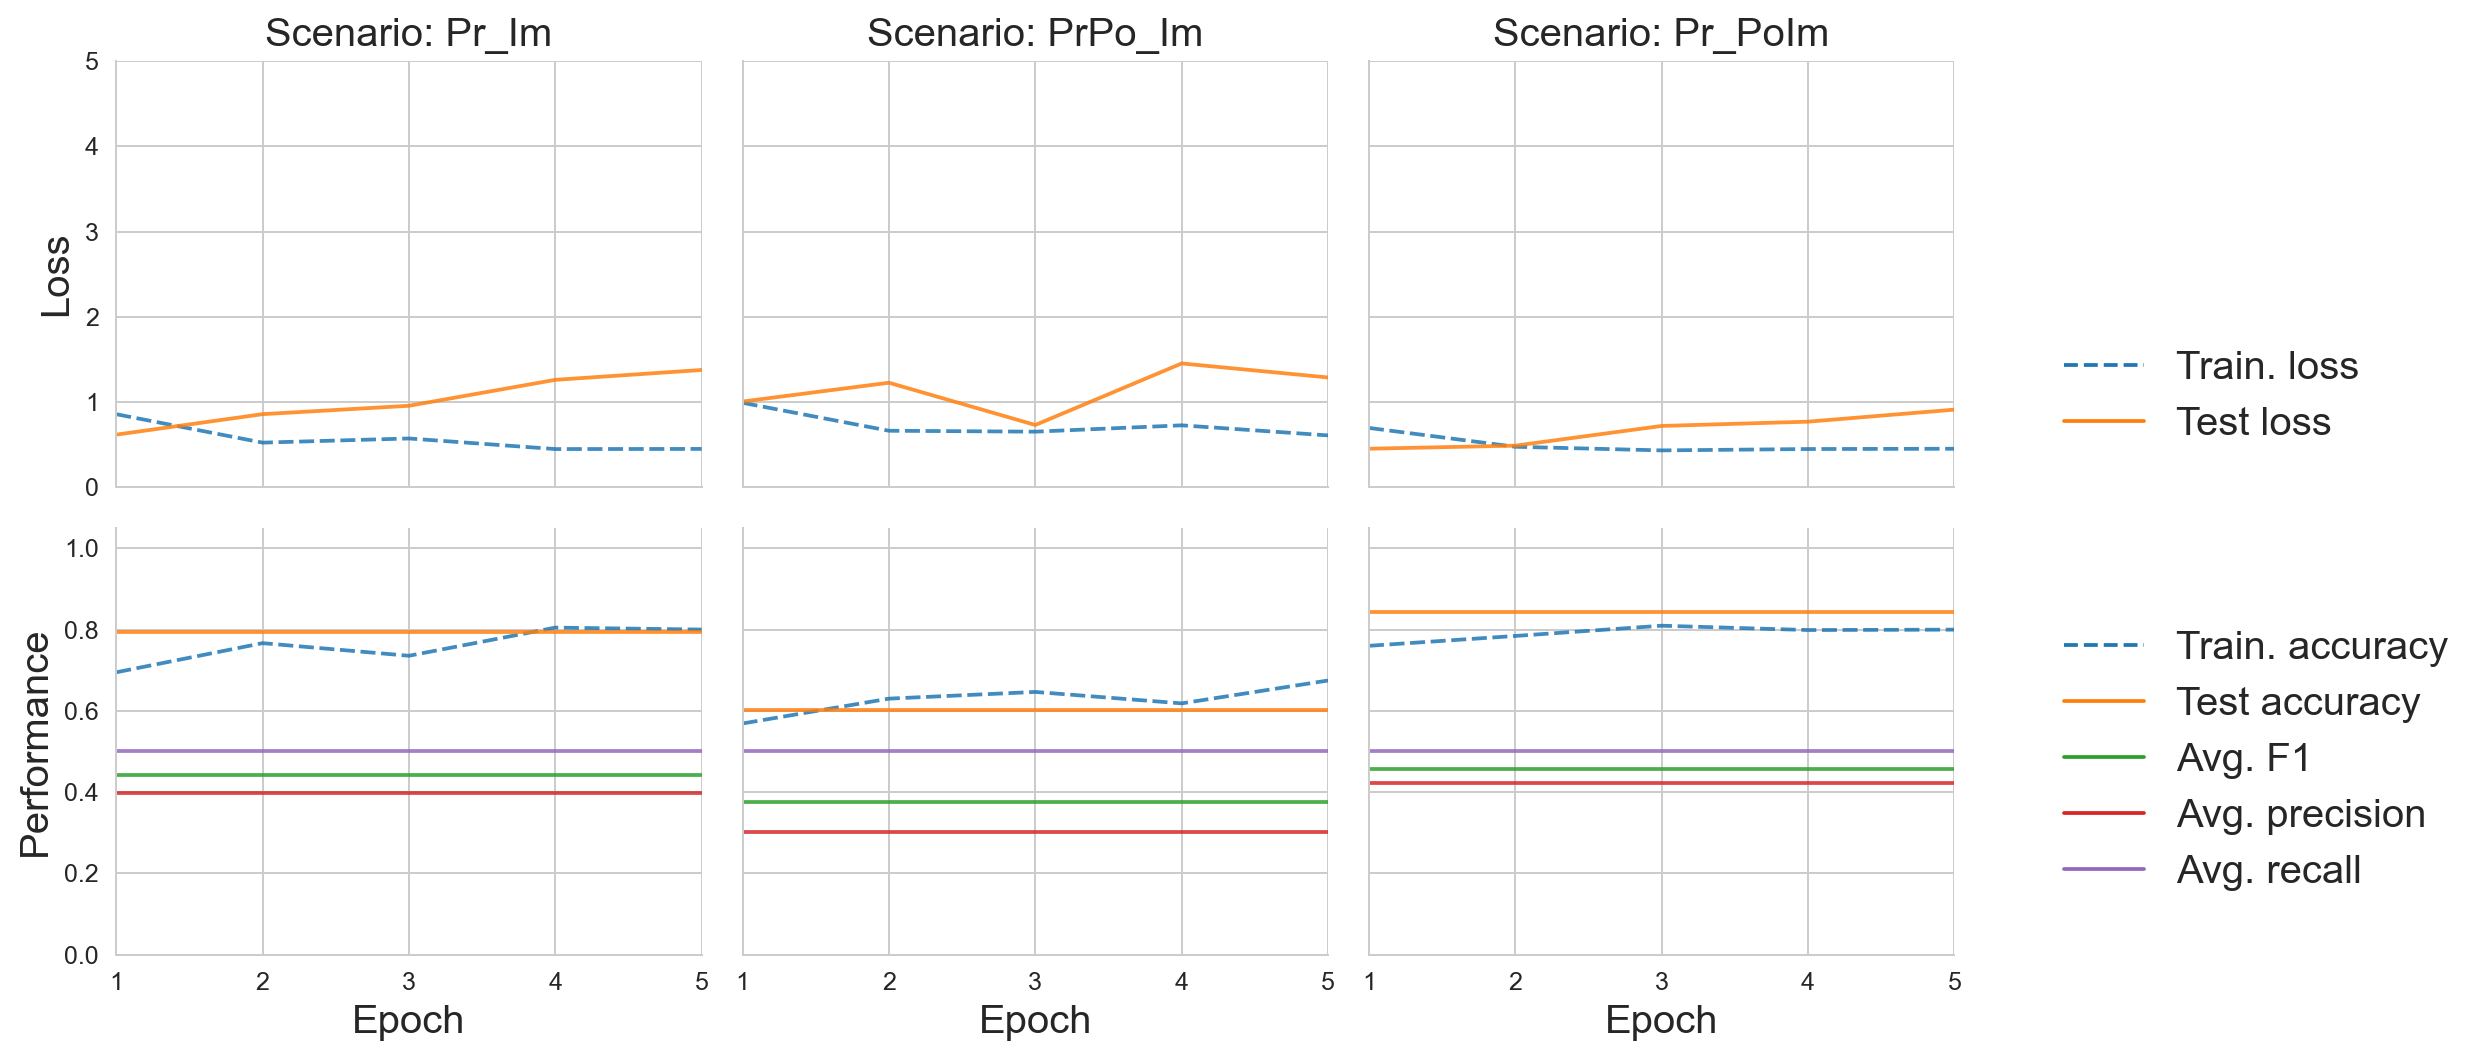 Scenario: Pr_Im
Scenario: PrPo_Im
Scenario: Pr_PoIm
5
4
3
2
1
0
Loss
Train. loss
Test loss
1.0
0.8
0.6
0.4
0.2
0.0
Performance
Train. accuracy
Test accuracy
Avg. F1
Avg. precision
Avg. recall
1 2 3 4 5
1 2 3 4 5
1 2 3 4 5
Epoch
Epoch
Epoch